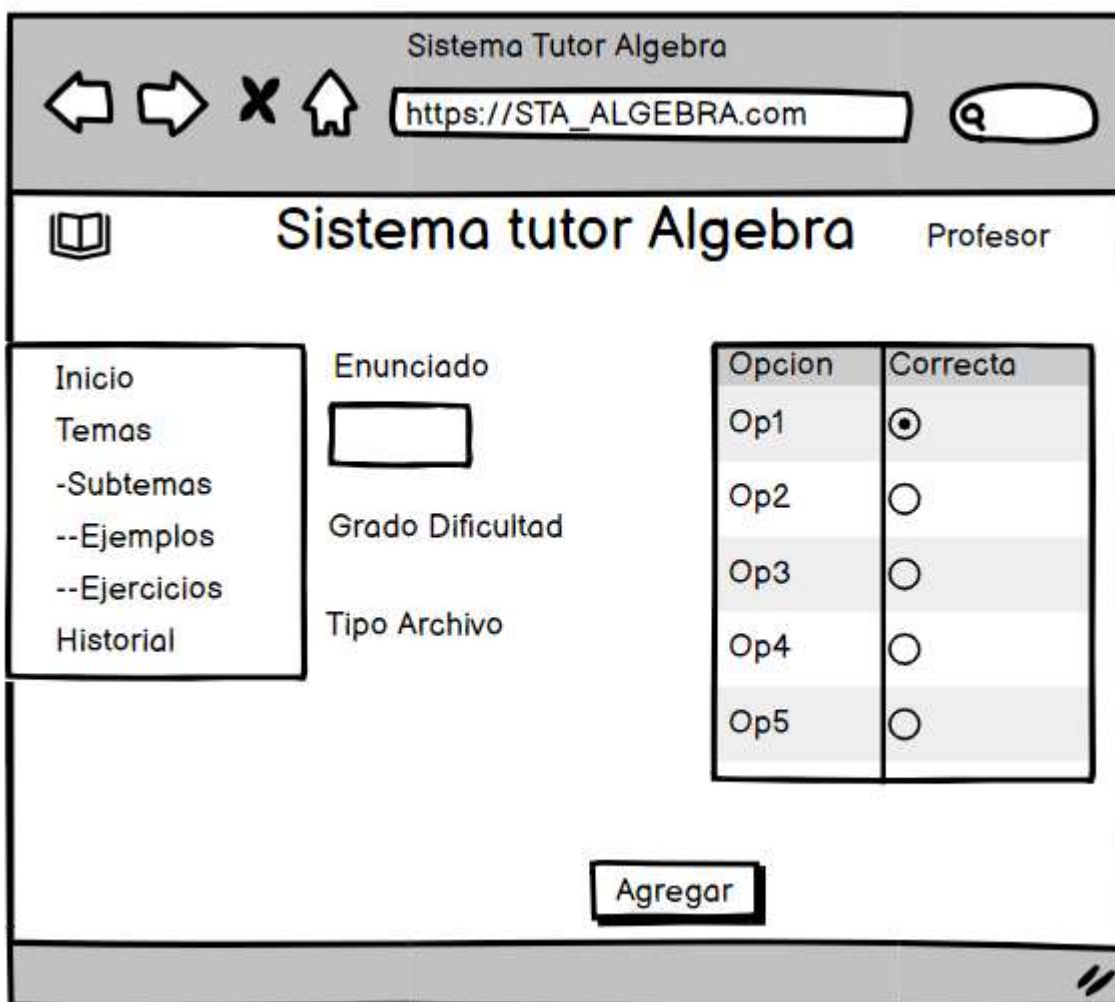 Sistema Tutor Algebra
https://STA_ALGEBRA.com
Sistema tutor Algebra
Profesor
Inicio
Temas
-Subtemas
--Ejemplos
--Ejercicios
Historial
Enunciado
Grado Dificultad
Tipo Archivo
Opcion Correcta
Op1
Op2
Op3
Op4
Op5
Agregar